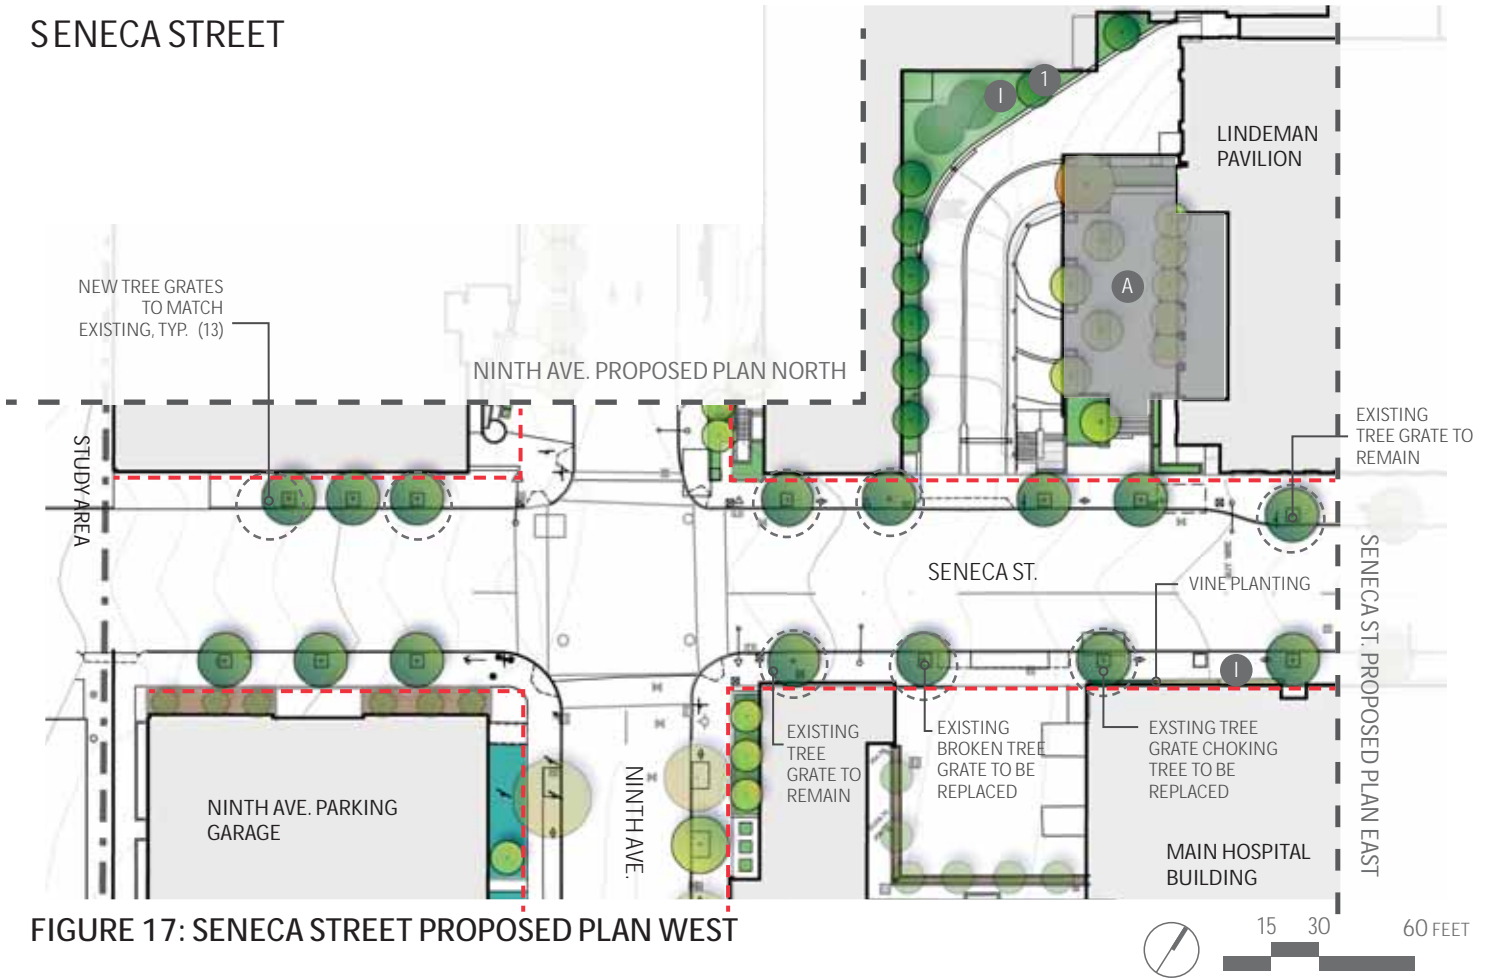 SENECA STREET
1
I
LINDEMAN
PAVILION
A
NEW TREE GRATES
TO MATCH
EXISTING, TYP. (13)
NINTH AVE. PROPOSED PLAN NORTH
EXISTING
TREE GRATE TO
REMAIN
STUDY AREA
SENECA ST.
VINE PLANTING
SENECA ST. PROPOSED PLAN EAST
I
EXISTING
TREE
GRATE TO
REMAIN
EXISTING
BROKEN TREE
GRATE TO BE
REPLACED
EXSTING TREE
GRATE CHOKING
TREE TO BE
REPLACED
NINTH AVE. PARKING
GARAGE
NINTH AVE.
MAIN HOSPITAL
BUILDING
FIGURE 17: SENECA STREET PROPOSED PLAN WEST
15 30 60 FEET